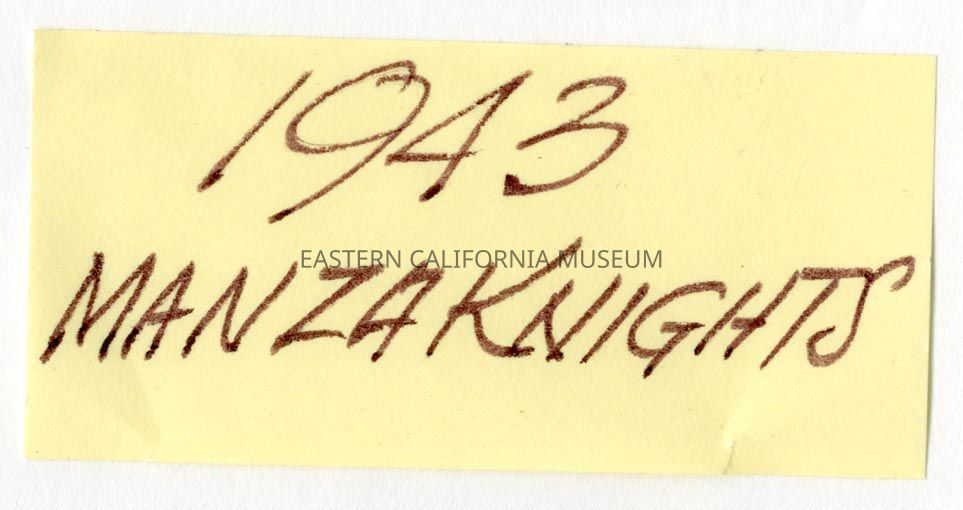 1943
EASTERN CALIFORNIA MUSEUM
MANZAKNIGHTS